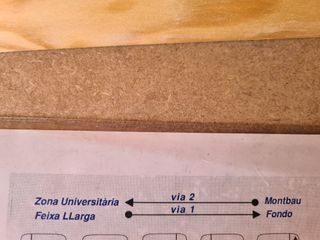 Zona Universitària via 2 Montbau
Feixa LLarga via 1 Fondo